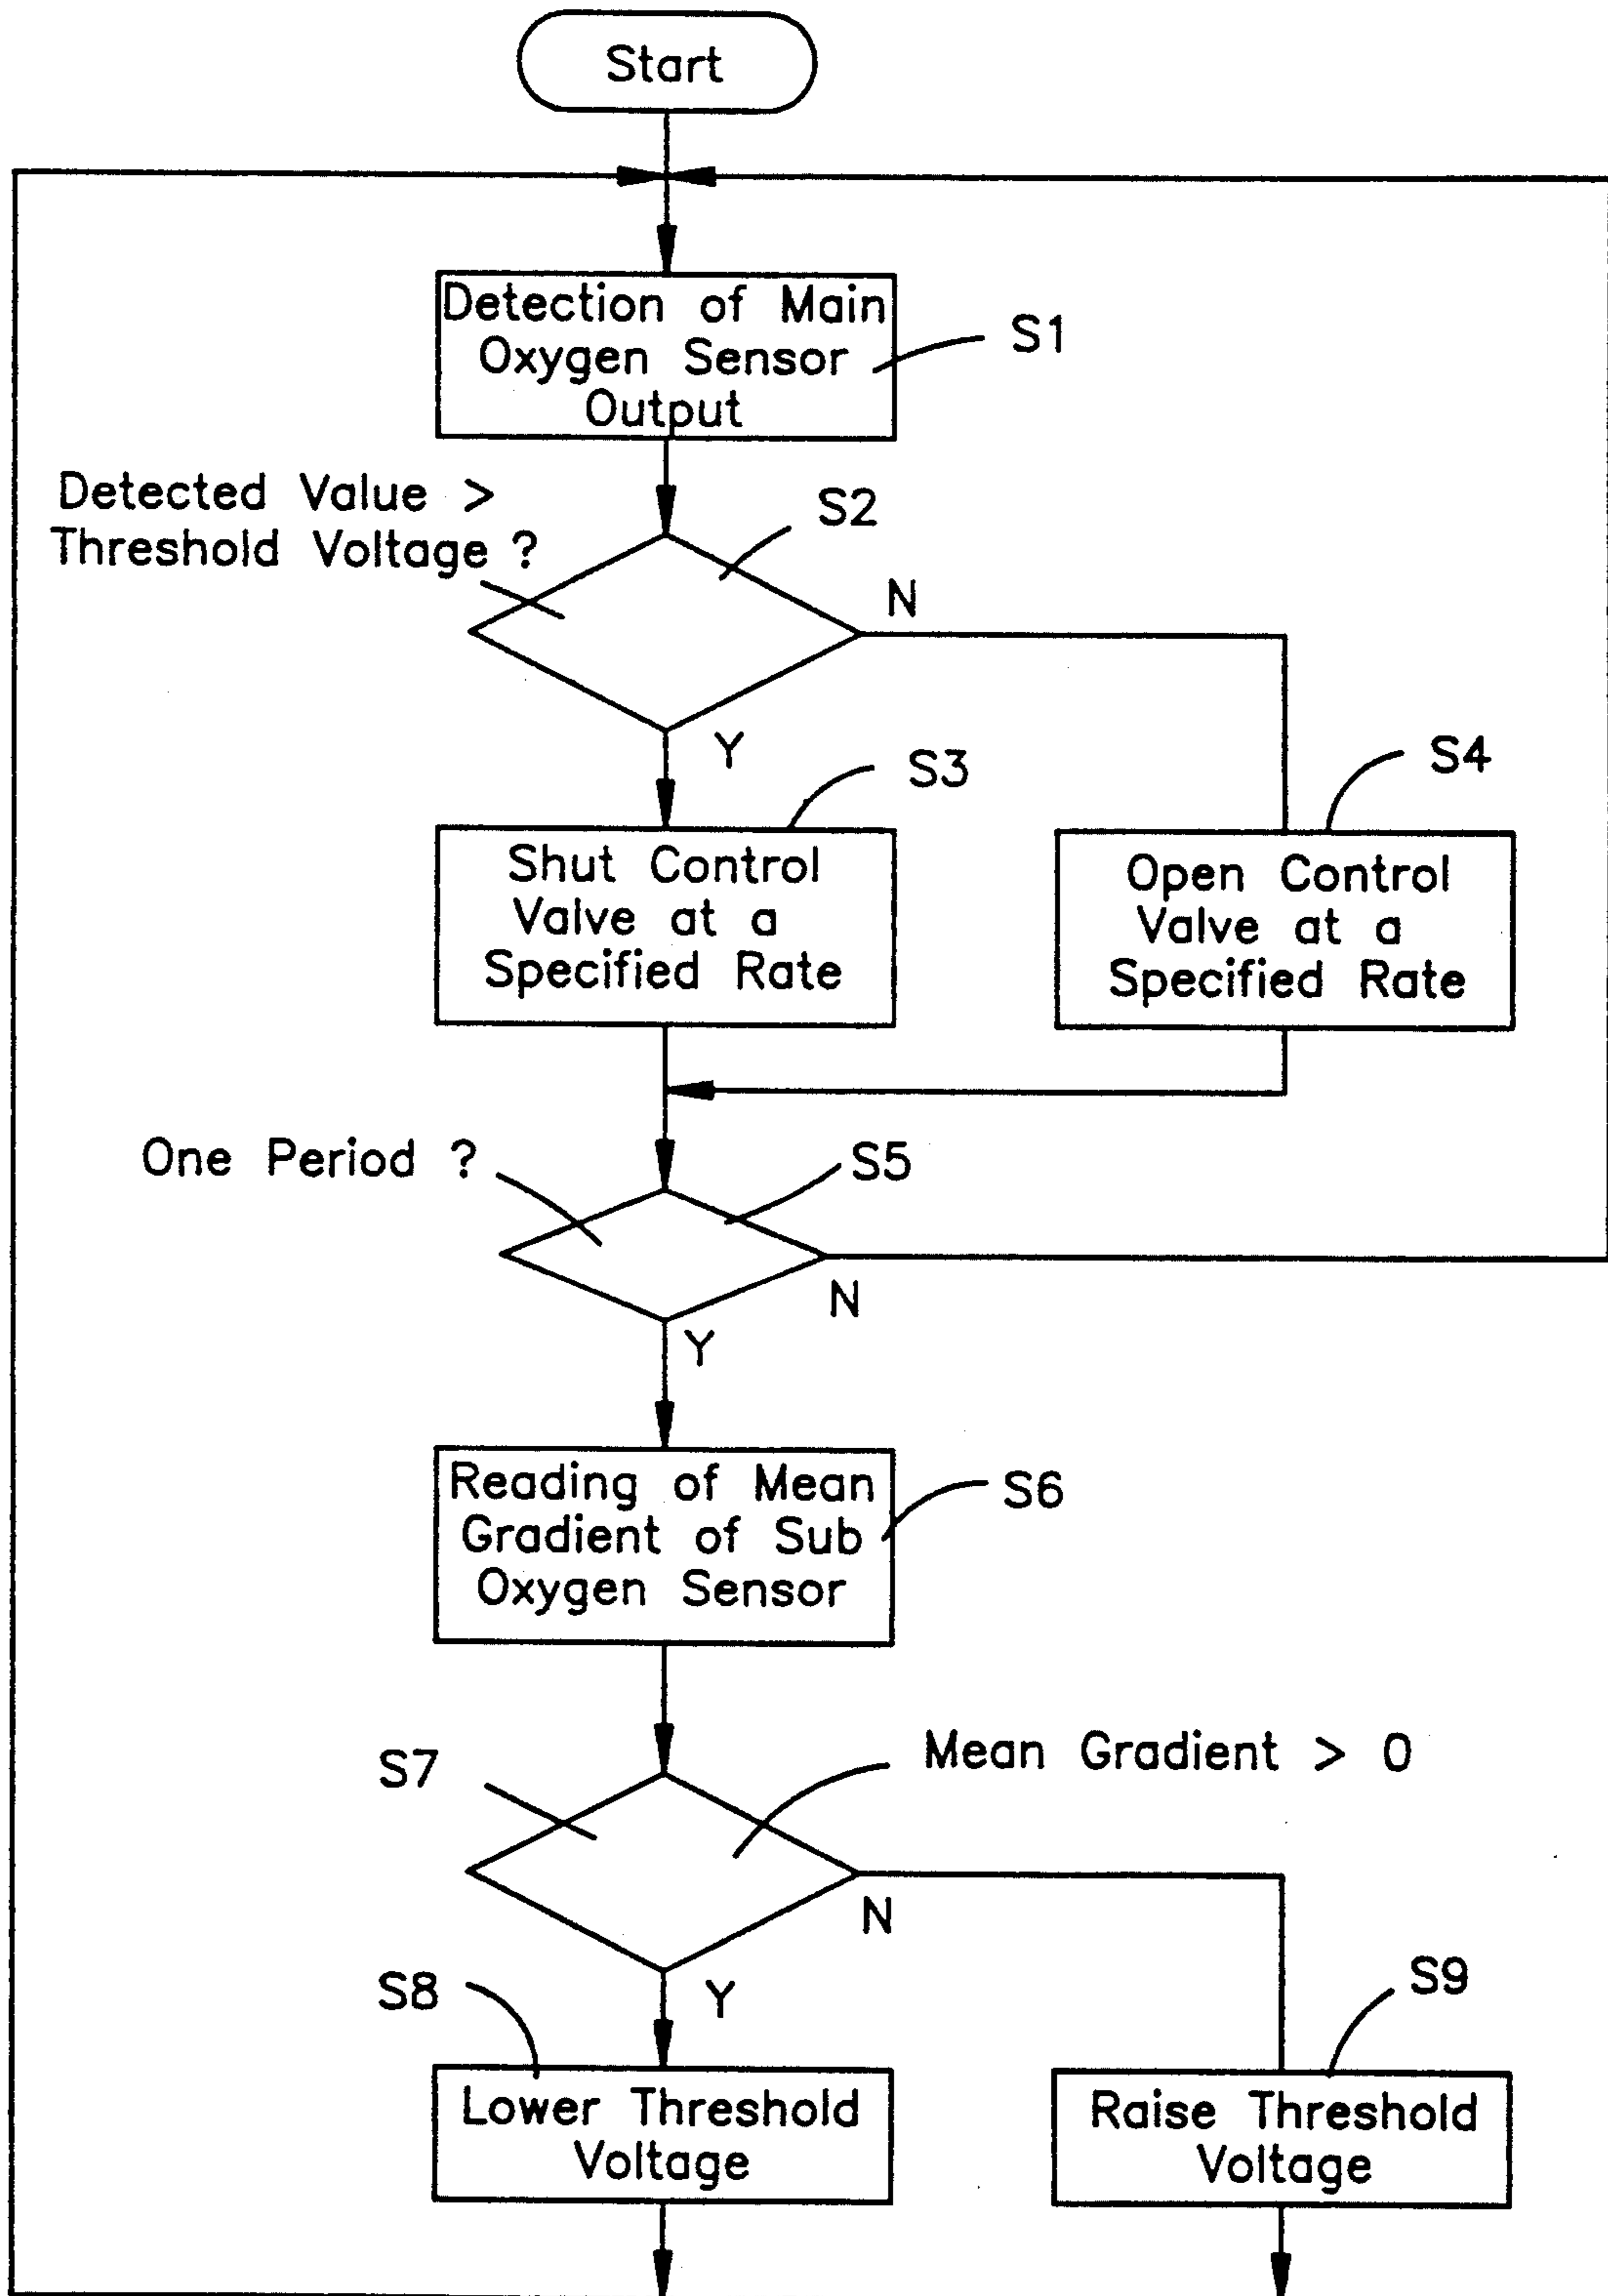 Start
Detection of Main
Oxygen Sensor
Output
S1
Detected Value >
Threshold Voltage ?
S2
N
Y
S3
S4
Shut Control
Valve at a
Specified Rate
Open Control
Valve at a
Specified Rate
One Period ?
S5
N
Y
Reading of Mean
Gradient of Sub
Oxygen Sensor
S6
S7
Mean Gradient > 0
N
Y
S8
S9
Lower Threshold
Voltage
Raise Threshold
Voltage